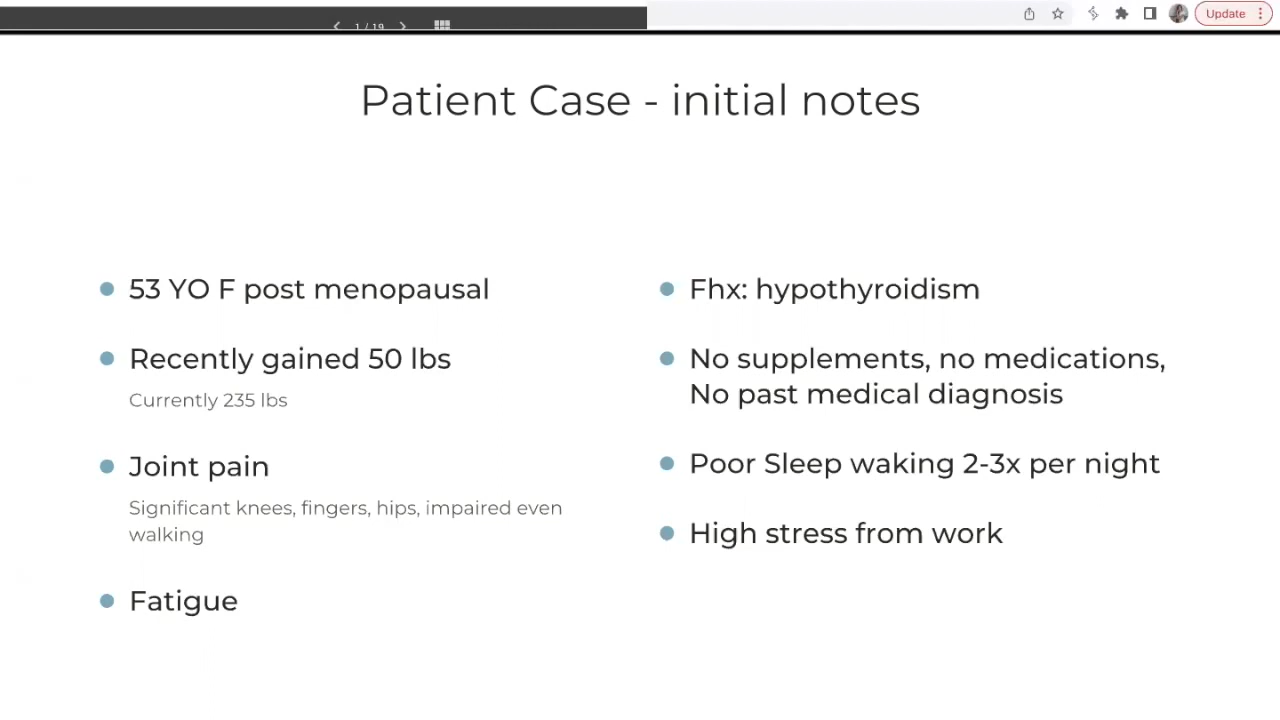 1 / 19
Update
Patient Case - initial notes
53 YO F post menopausal
Recently gained 50 lbs
Currently 235 lbs
Joint pain
Significant knees, fingers, hips, impaired even
walking
Fatigue
Fhx: hypothyroidism
No supplements, no medications,
No past medical diagnosis
Poor Sleep waking 2-3x per night
High stress from work